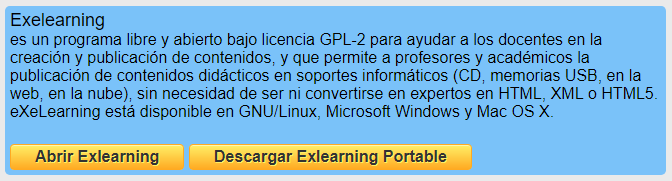 Exelearning
es un programa libre y abierto bajo licencia GPL-2 para ayudar a los docentes en la
creación y publicación de contenidos, y que permite a profesores y académicos la
publicación de contenidos didácticos en soportes informáticos (CD, memorias USB, en la
web, en la nube), sin necesidad de ser ni convertirse en expertos en HTML, XML o HTML5.
eXeLearning está disponible en GNU/Linux, Microsoft Windows y Mac OS X.
Abrir Exlearning Descargar Exlearning Portable